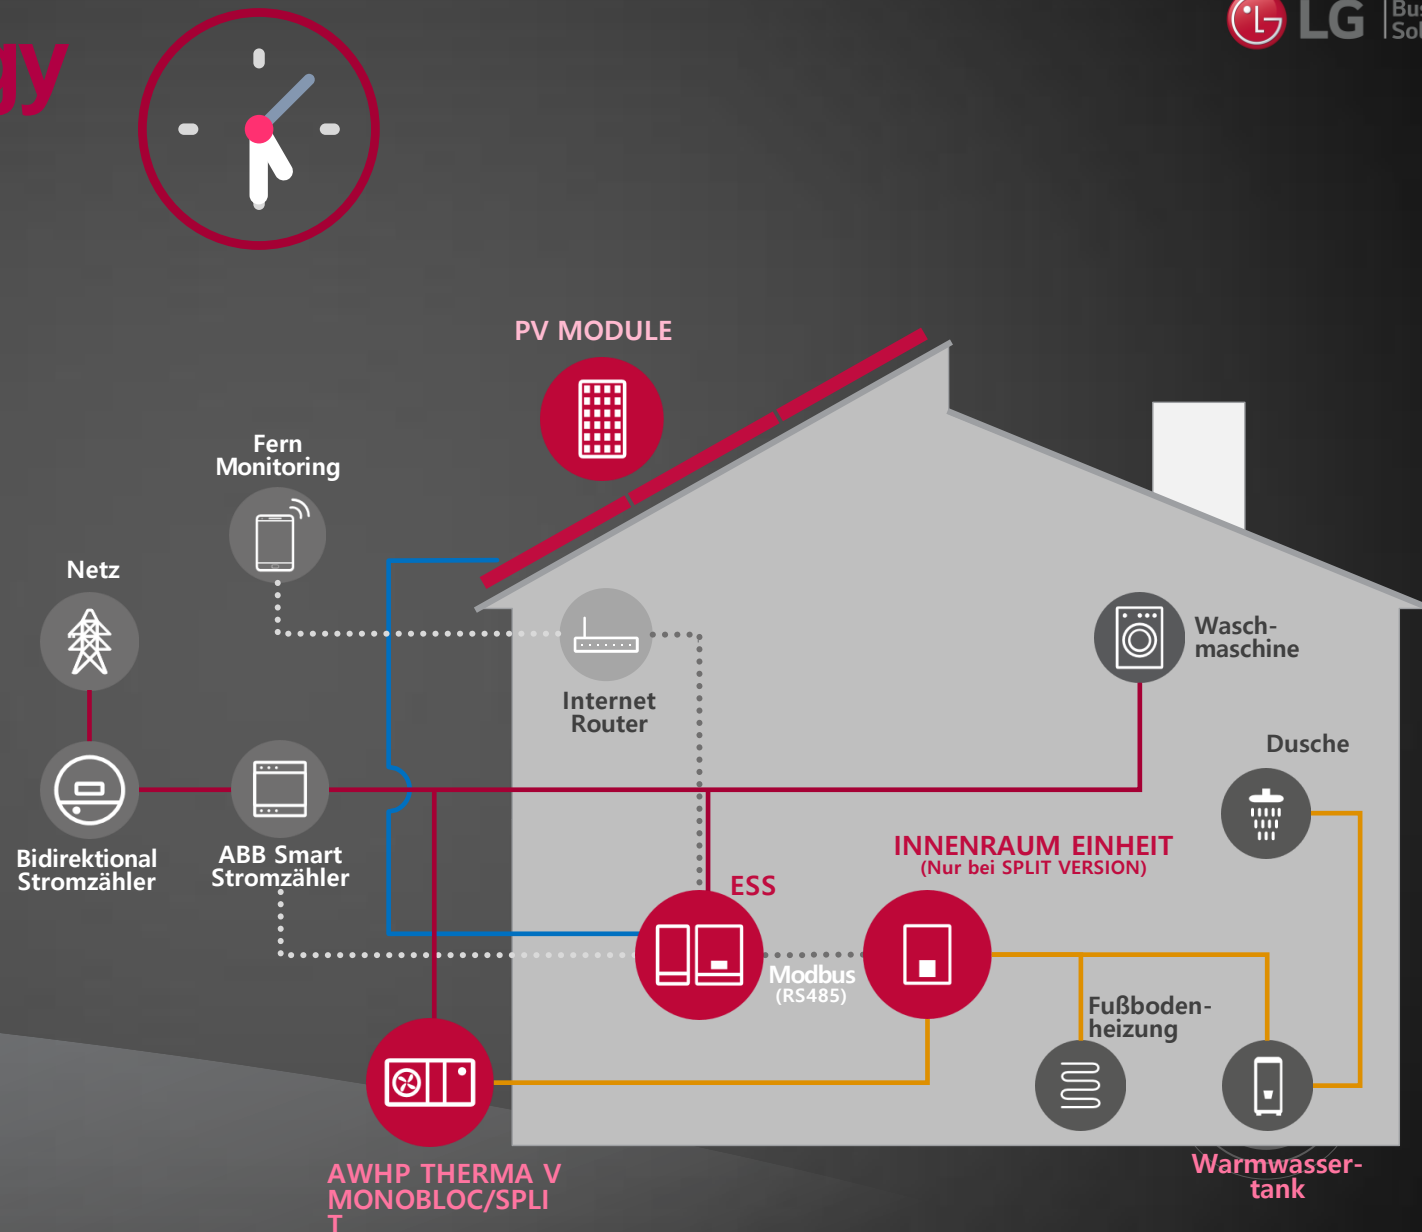 gy
LG
PV MODULE
Fern
Monitoring
Netz
Wasch-
maschine
Internet
Router
Dusche
Bidirektional
Stromzähler
ABB Smart
Stromzähler
INNENRAUM EINHEIT
(Nur bei SPLIT VERSION)
ESS
Modbus
(RS485)
Fußboden-
heizung
AWHP THERMA V
MONOBLOC/SPLI
T
Warmwasser-
tank